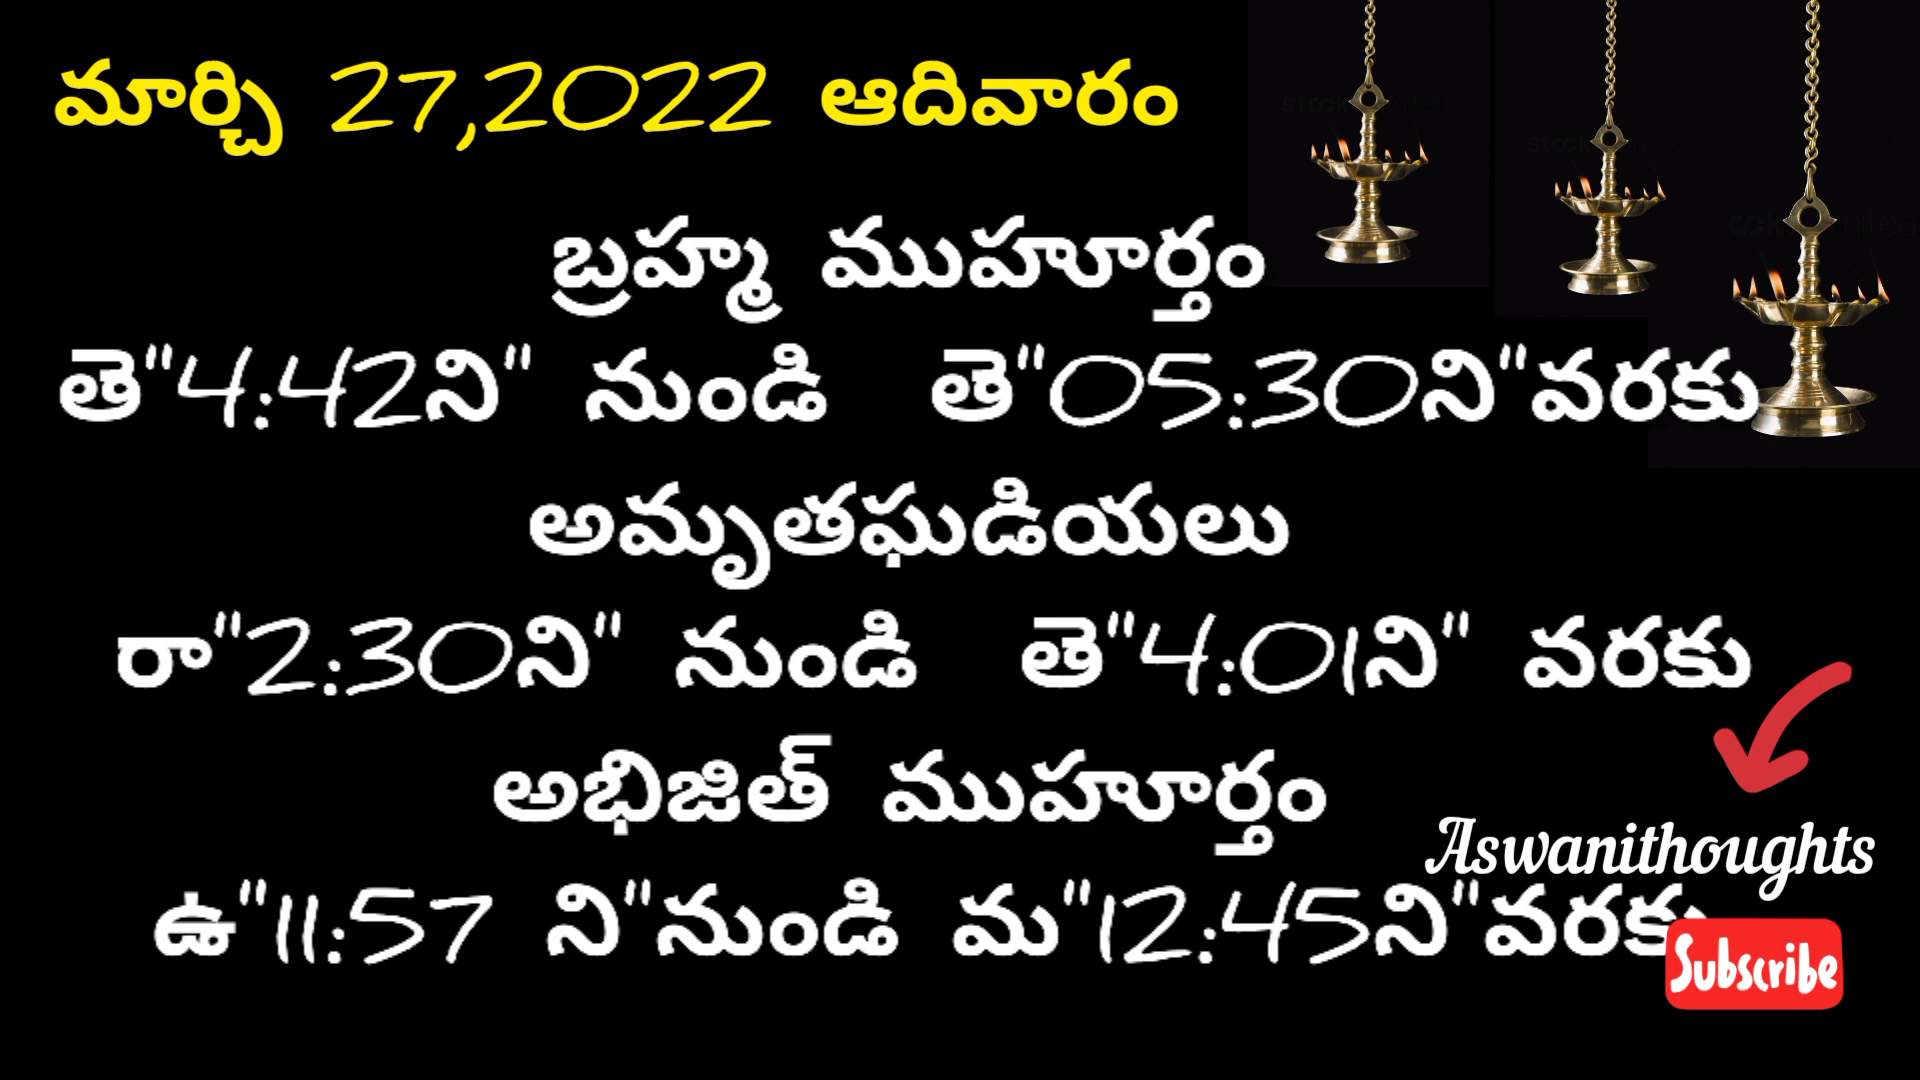 మార్చి 27,2022 ఆదివారం
బ్రహ్మ ముహూర్తం
తె"4:42ని" నుండి తె"05:30ని"వరకు
అమృతఘడియలు
రా"2:30ని" నుండి తె"4:01ని" వరకు
అభిజిత్ ముహూర్తం
Aswanithoughts
ఉ"11:57 ని"నుండి మ"12:45ని"వరకు
Subscribe